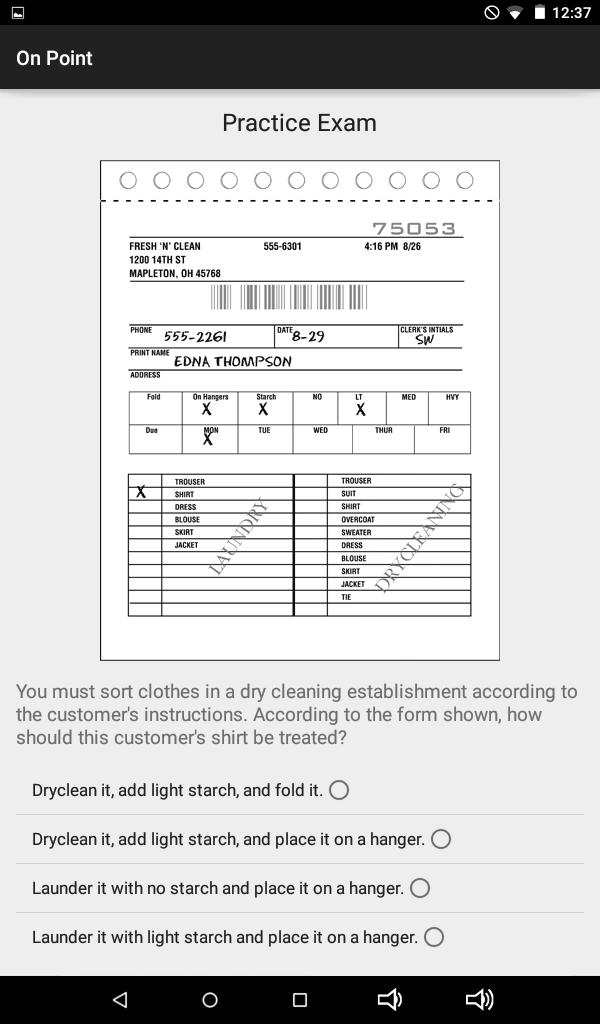 12:37
On Point
Practice Exam
75053
FRESH 'N' CLEAN 555-6301 4:16 PM 8/26
1200 14TH ST
MAPLETON, OH 45768
PHONE 555-2261 DATE 8-29 CLERK'S INTIALS SW
PRINT NAME EDNA THOMPSON
ADDRESS
Fold On Hangers Starch NO LT MED HVY
X X X
Due MON TUE WED THUR FRI
X
TROUSER TROUSER
X SHIRT SUIT
DRESS SHIRT
BLOUSE OVERCOAT
SKIRT SWEATER
JACKET DRESS
BLOUSE
SKIRT
JACKET
TIE
LAUNDRY
DRYCLEANING
You must sort clothes in a dry cleaning establishment according to
the customer's instructions. According to the form shown, how
should this customer's shirt be treated?
Dryclean it, add light starch, and fold it.
Dryclean it, add light starch, and place it on a hanger.
Launder it with no starch and place it on a hanger.
Launder it with light starch and place it on a hanger.